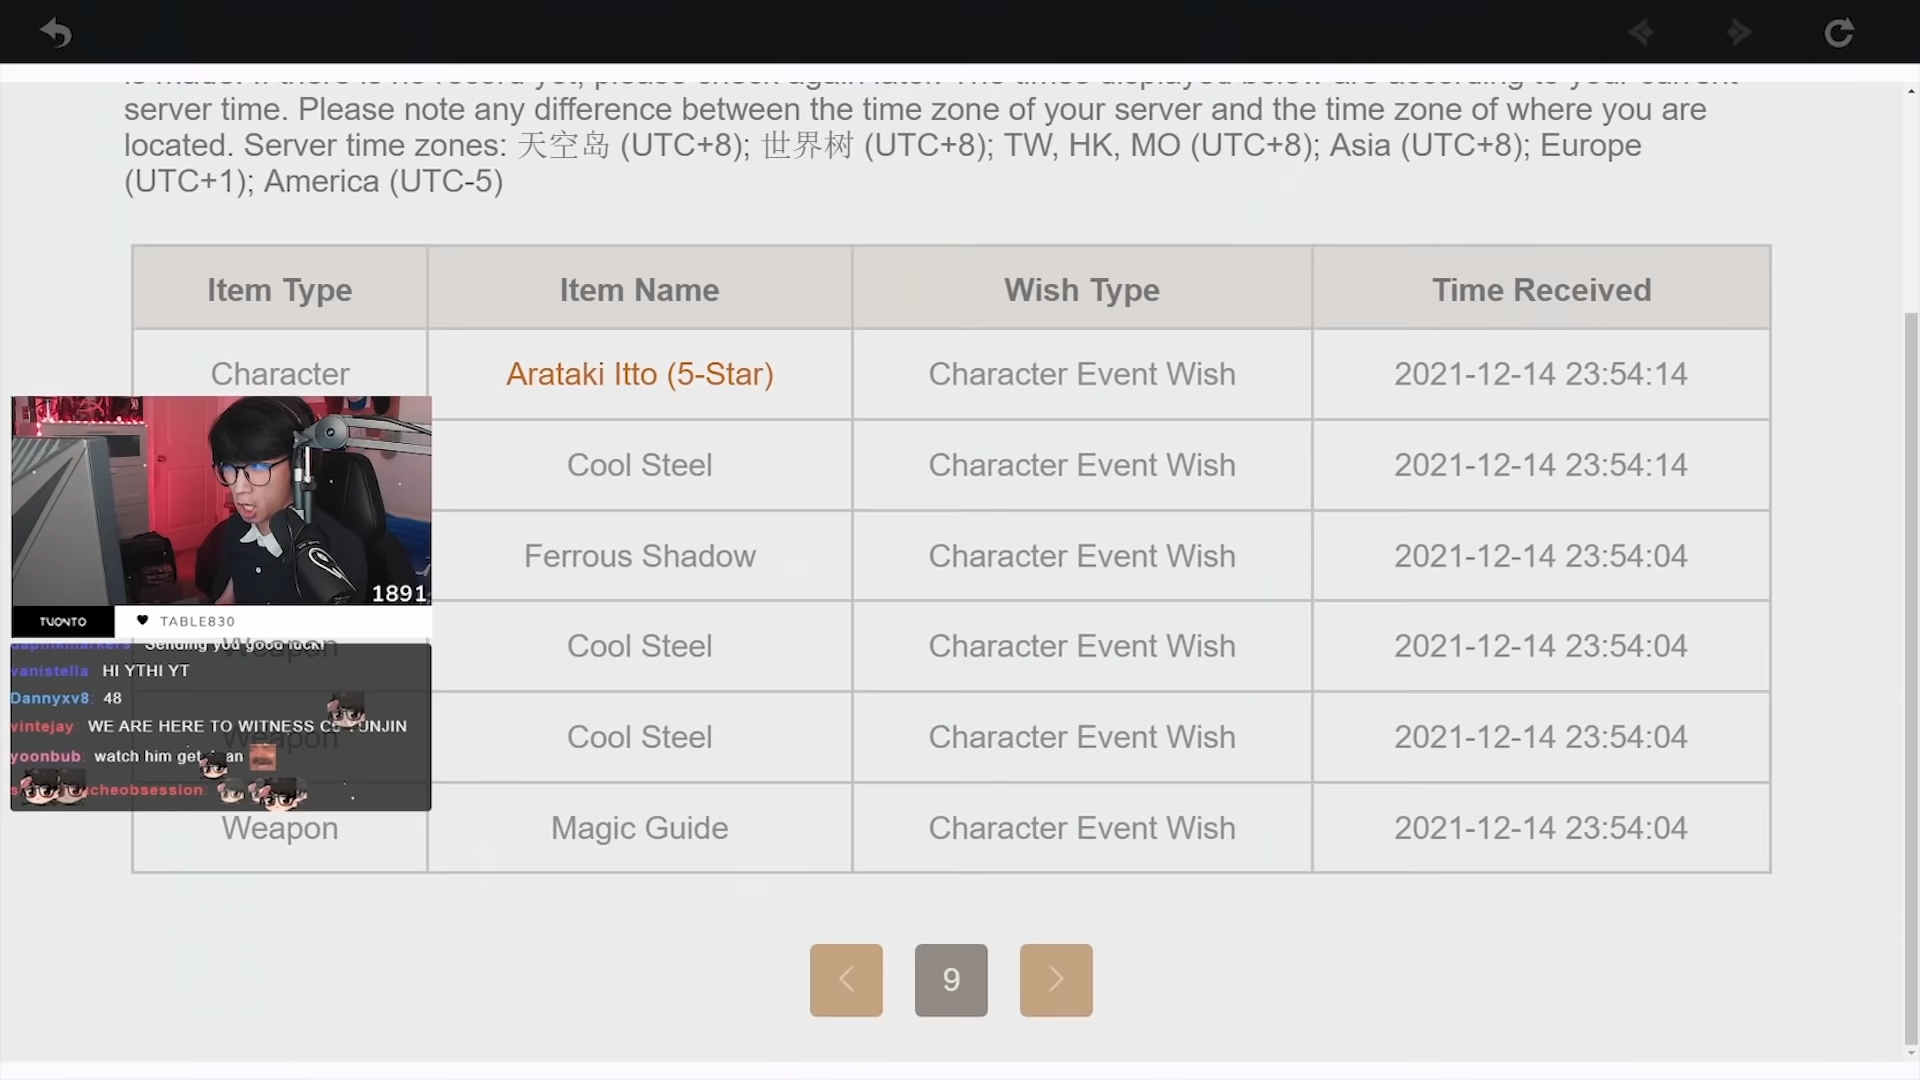 server time. Please note any difference between the time zone of your server and the time zone of where you are
located. Server time zones: 天空岛 (UTC+8); 世界树 (UTC+8); TW, HK, MO (UTC+8); Asia (UTC+8); Europe
(UTC+1); America (UTC-5)
Item Type Item Name Wish Type Time Received
Character Arataki Itto (5-Star) Character Event Wish 2021-12-14 23:54:14
Cool Steel Character Event Wish 2021-12-14 23:54:14
Ferrous Shadow Character Event Wish 2021-12-14 23:54:04
Weapon Cool Steel Character Event Wish 2021-12-14 23:54:04
Weapon Cool Steel Character Event Wish 2021-12-14 23:54:04
Weapon Magic Guide Character Event Wish 2021-12-14 23:54:04
1891
TUONTO TABLE830
Sending you good luck!
vanistella HI YTHI YT
Dannyxv8: 48
vintejay: WE ARE HERE TO WITNESS
yoonbub: watch him get
9